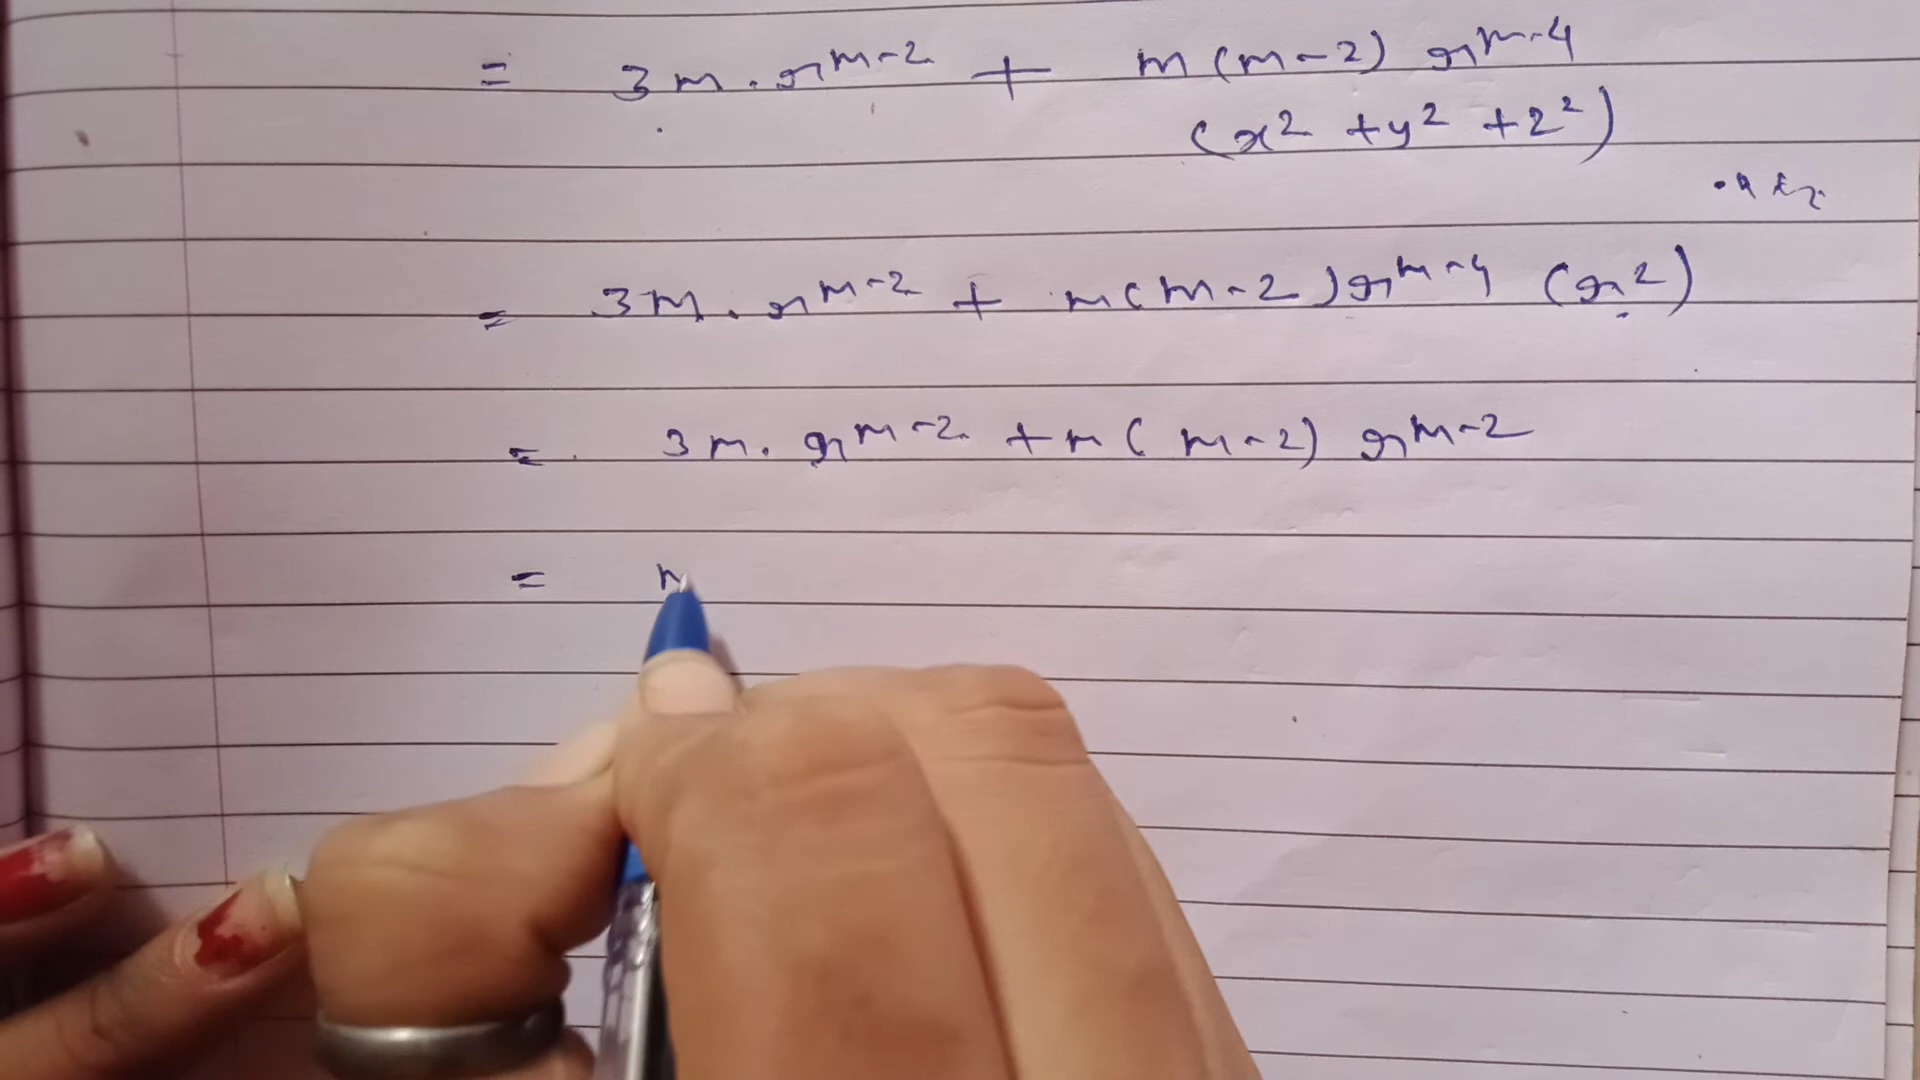 = 3m . r^{m-2} + m(m-2) r^{m-4}
(x² + y² + z²)
= 3m . r^{m-2} + m(m-2) r^{m-4} (r²)
= 3m . r^{m-2} + m(m-2) r^{m-2}
=